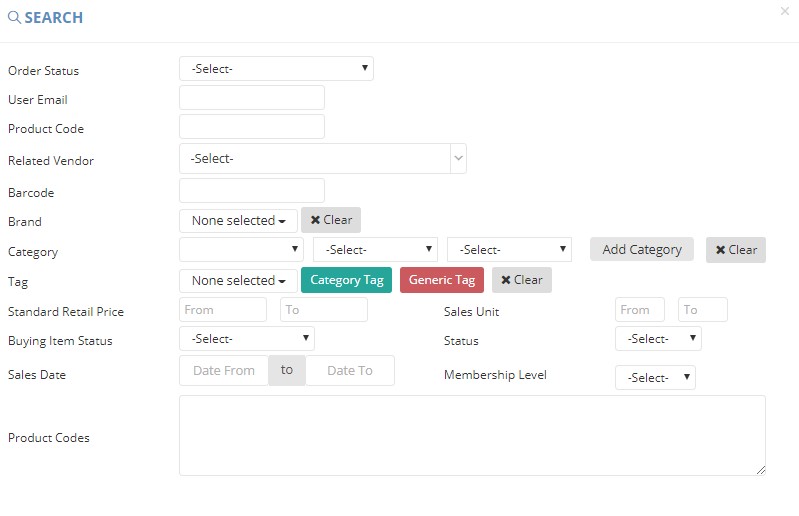 SEARCH ×
Order Status -Select-
User Email
Product Code
Related Vendor -Select-
Barcode
Brand None selected ✖ Clear
Category -Select- -Select- Add Category ✖ Clear
Tag None selected Category Tag Generic Tag ✖ Clear
Standard Retail Price From To Sales Unit From To
Buying Item Status -Select- Status -Select-
Sales Date Date From to Date To Membership Level -Select-
Product Codes